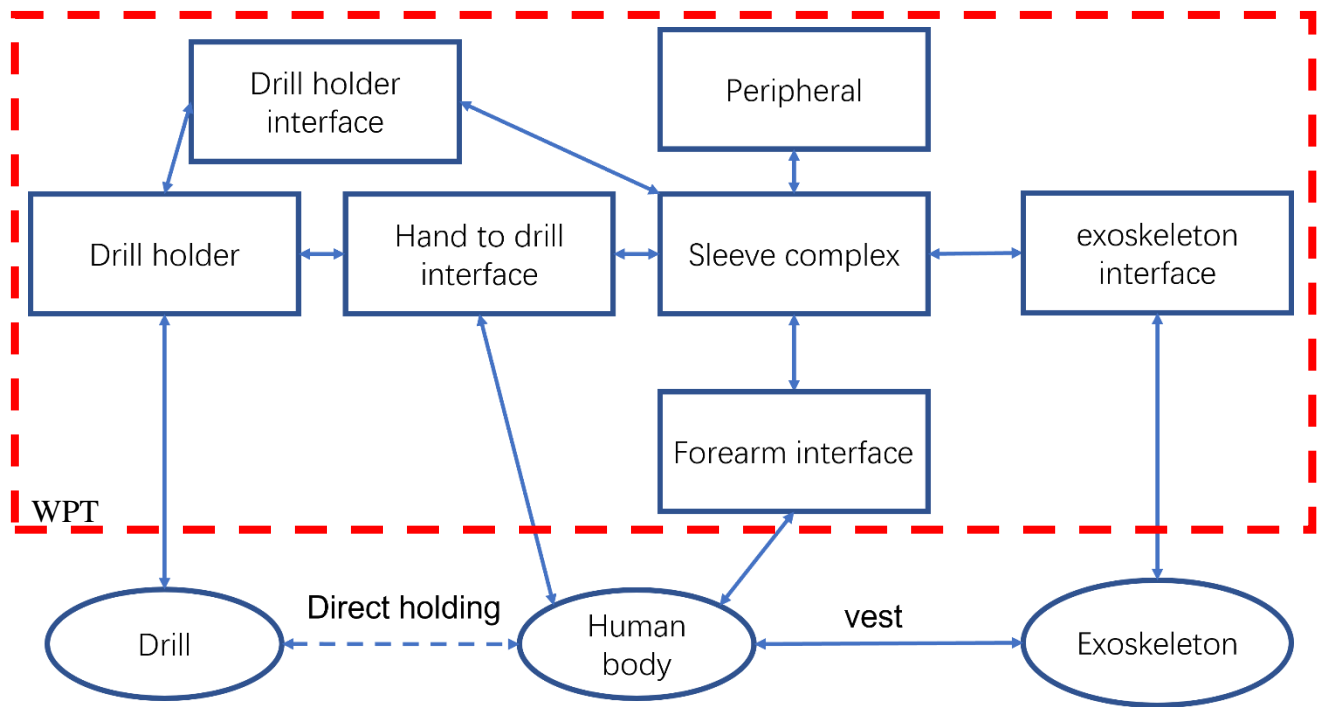 Drill holder
interface
Peripheral
Drill holder
Hand to drill
interface
Sleeve complex
exoskeleton
interface
Forearm interface
WPT
Direct holding
vest
Drill
Human
body
Exoskeleton